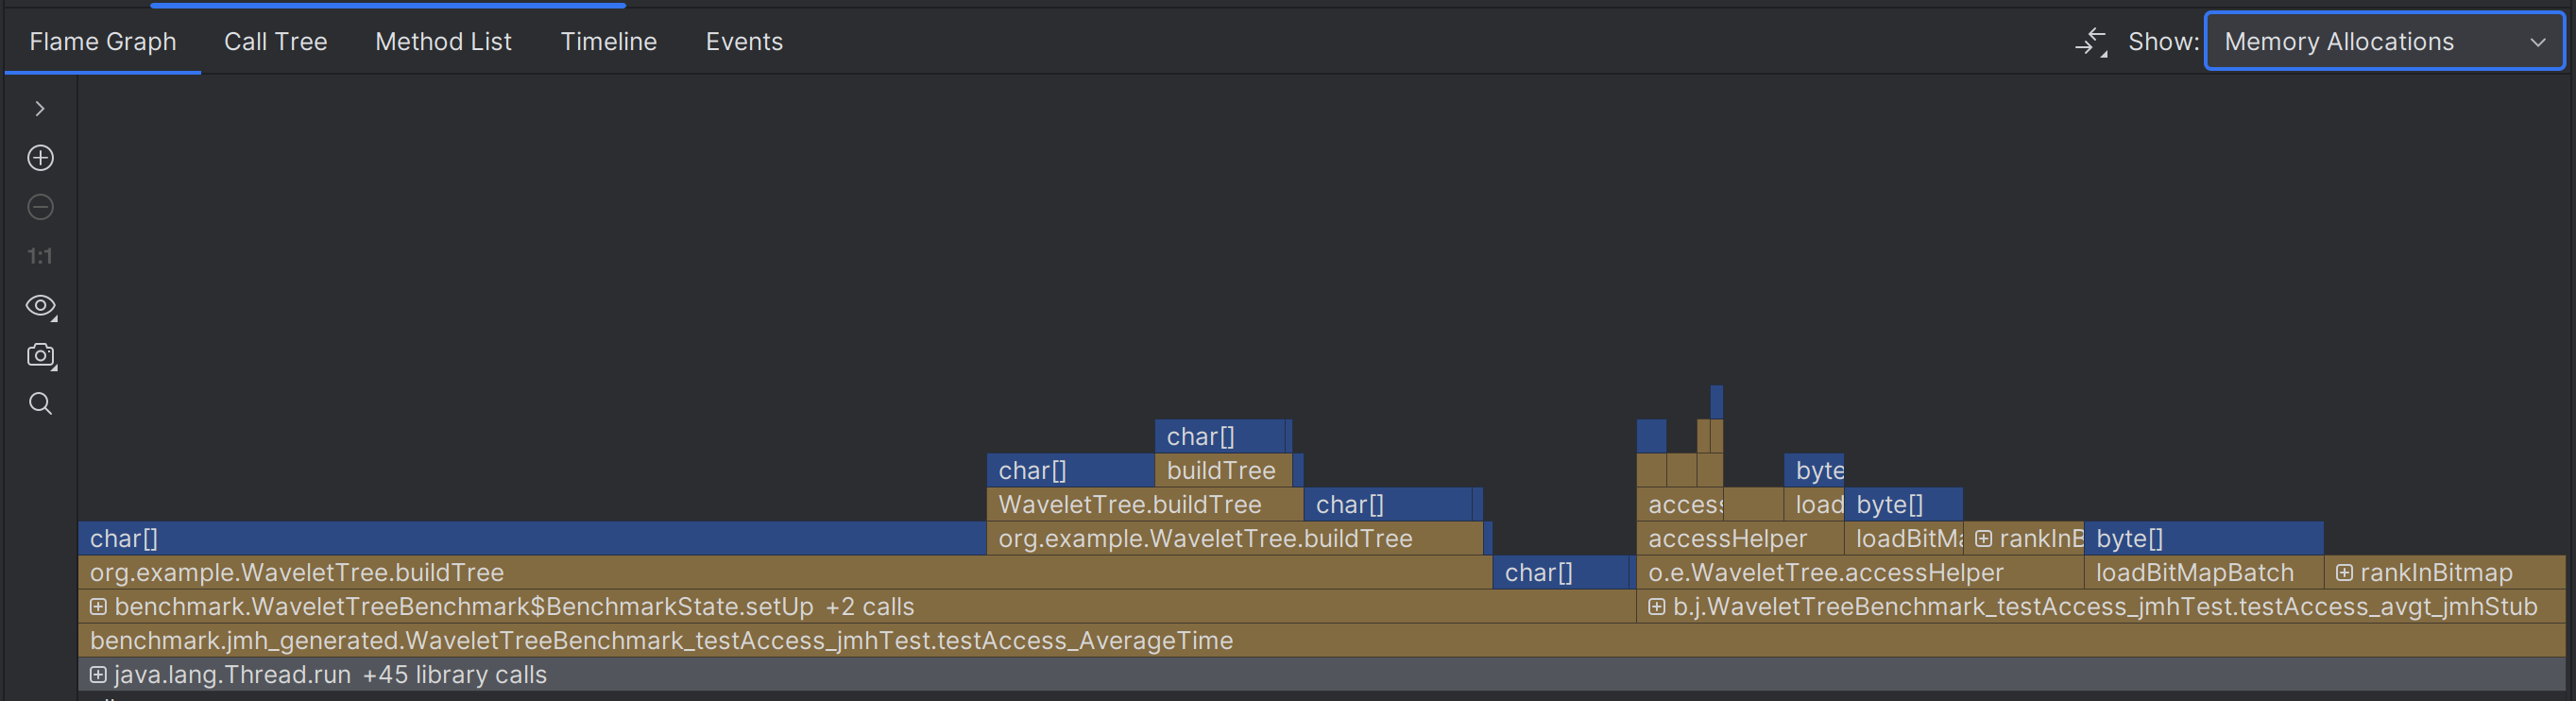 Flame Graph Call Tree Method List Timeline Events Show: Memory Allocations
1:1
char[]
char[] buildTree byte
WaveletTree.buildTree char[] access load byte[]
char[] org.example.WaveletTree.buildTree accessHelper loadBitMa rankInB byte[]
org.example.WaveletTree.buildTree char[] o.e.WaveletTree.accessHelper loadBitMapBatch rankInBitmap
benchmark.WaveletTreeBenchmark$BenchmarkState.setUp +2 calls b.j.WaveletTreeBenchmark_testAccess_jmhTest.testAccess_avgt_jmhStub
benchmark.jmh_generated.WaveletTreeBenchmark_testAccess_jmhTest.testAccess_AverageTime
java.lang.Thread.run +45 library calls